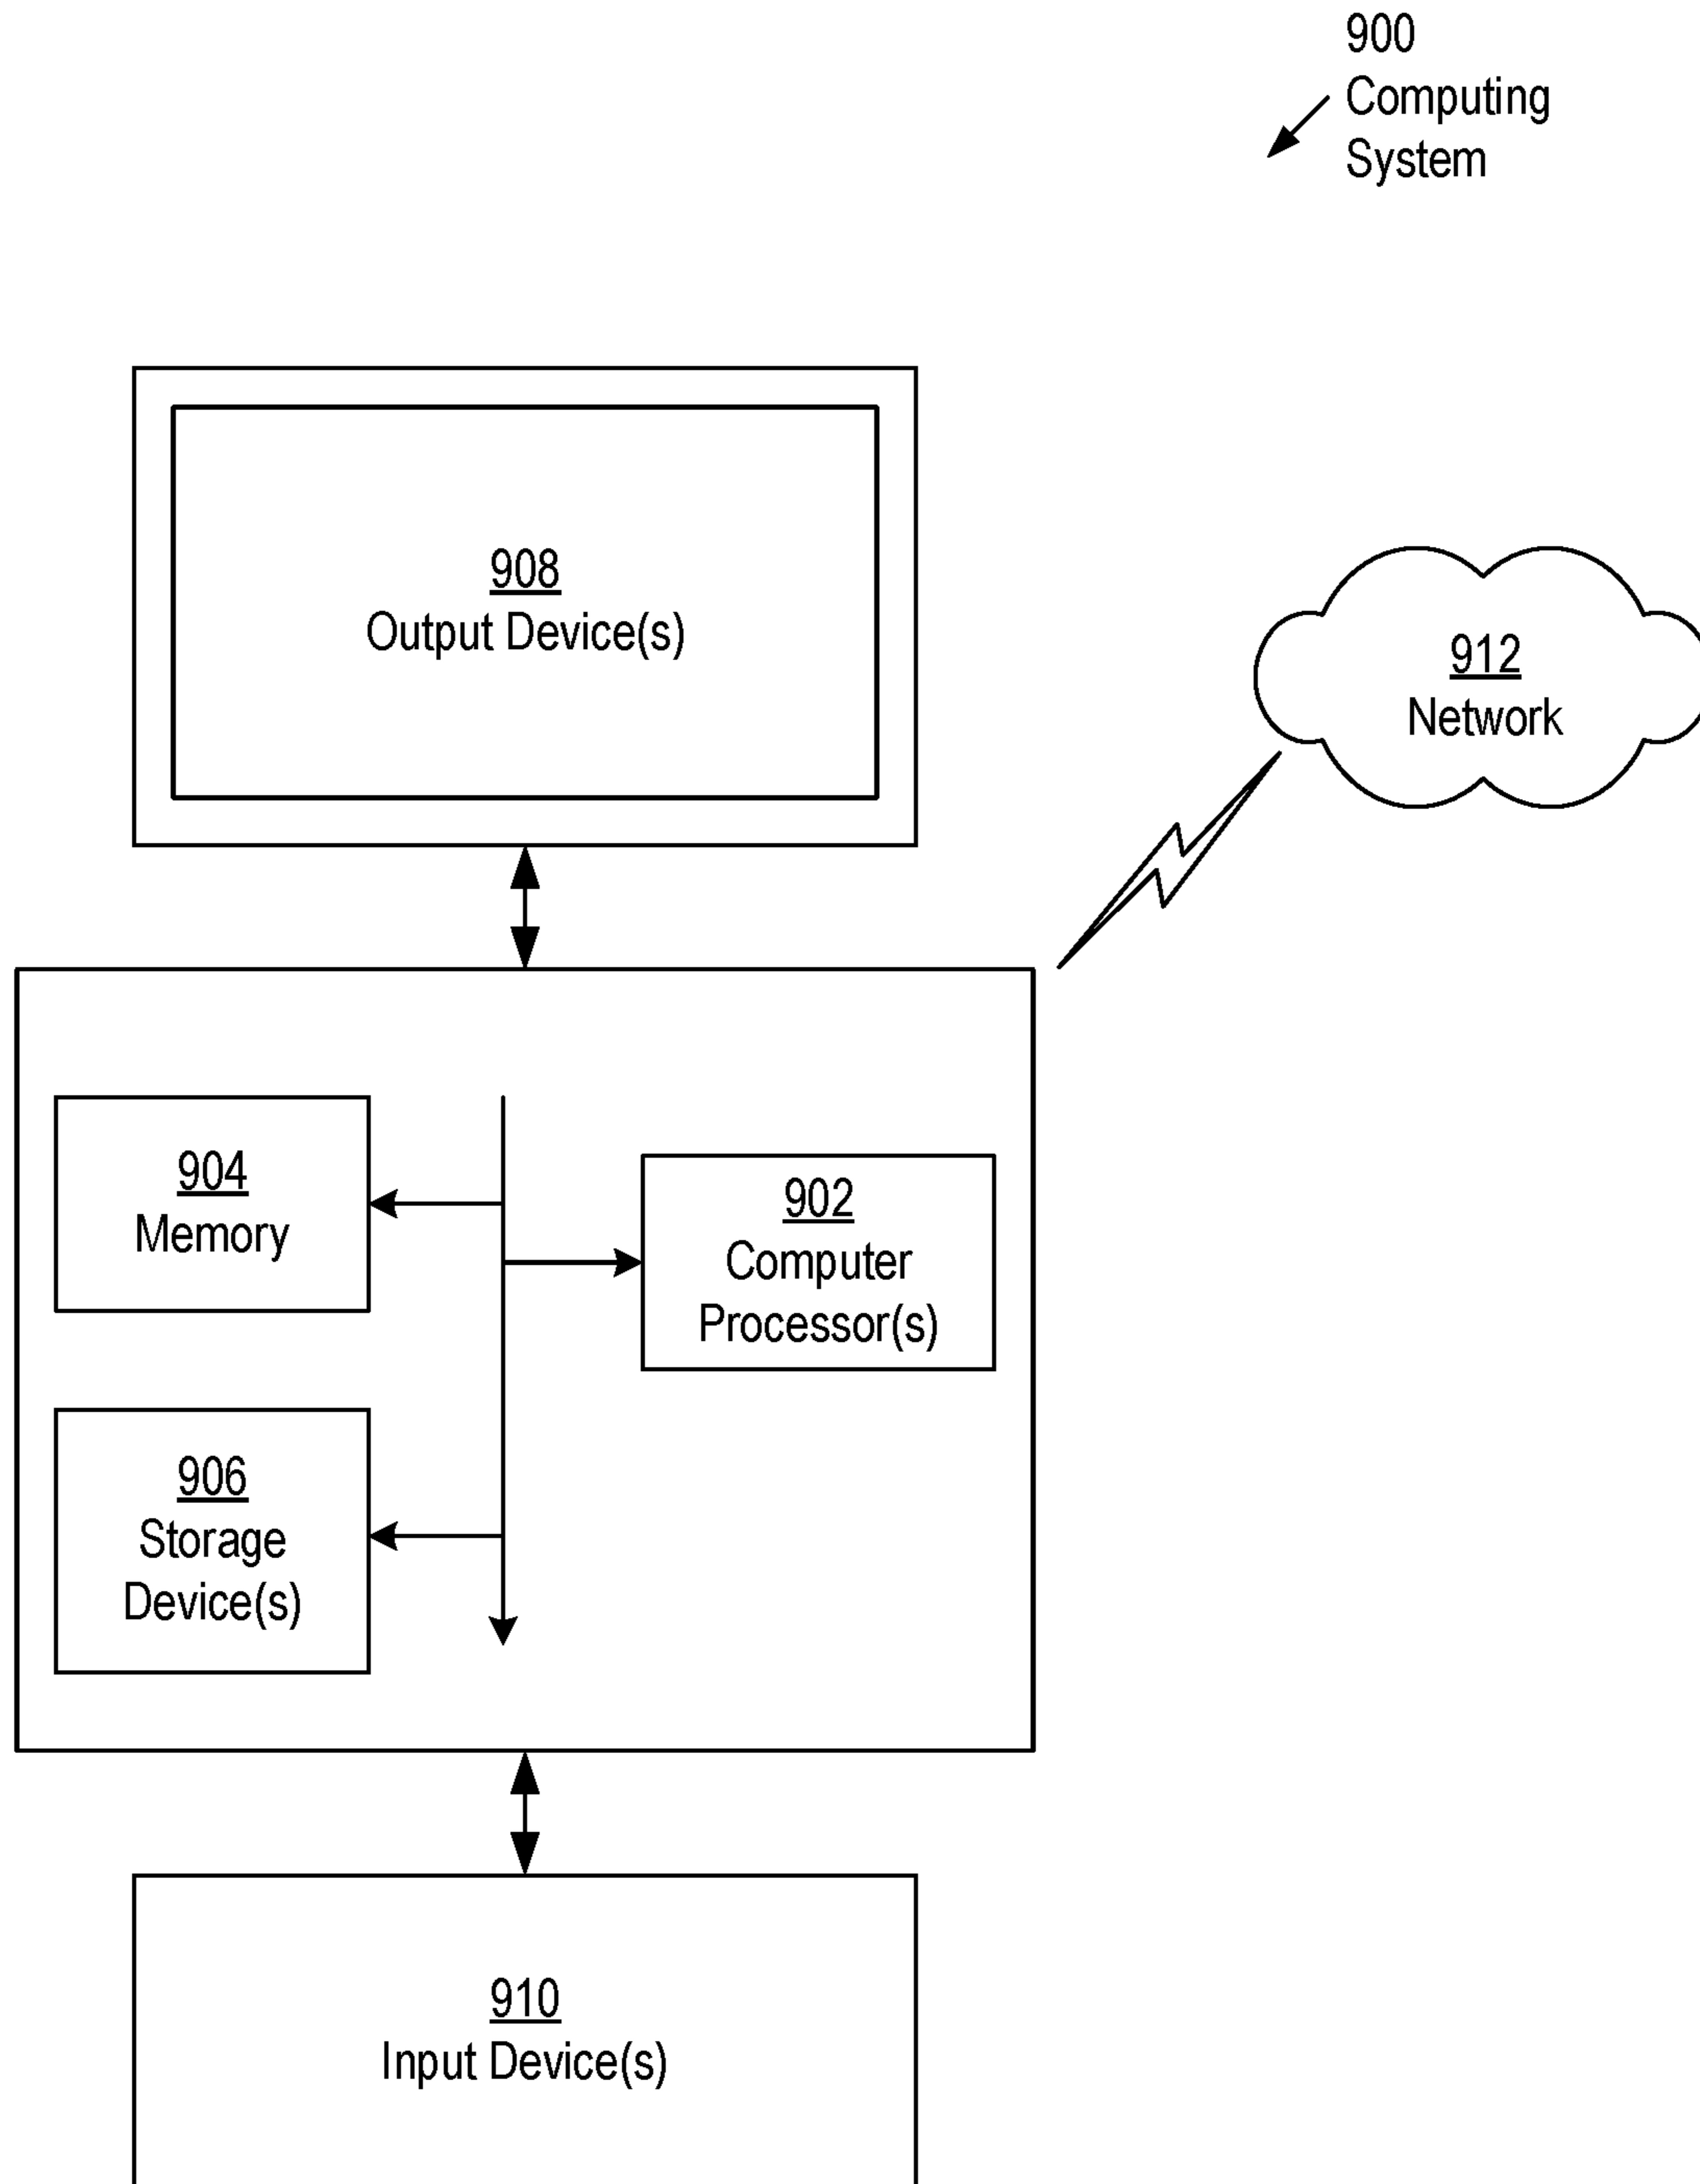 900
Computing
System
908
Output Device(s)
912
Network
904
Memory
902
Computer
Processor(s)
906
Storage
Device(s)
910
Input Device(s)